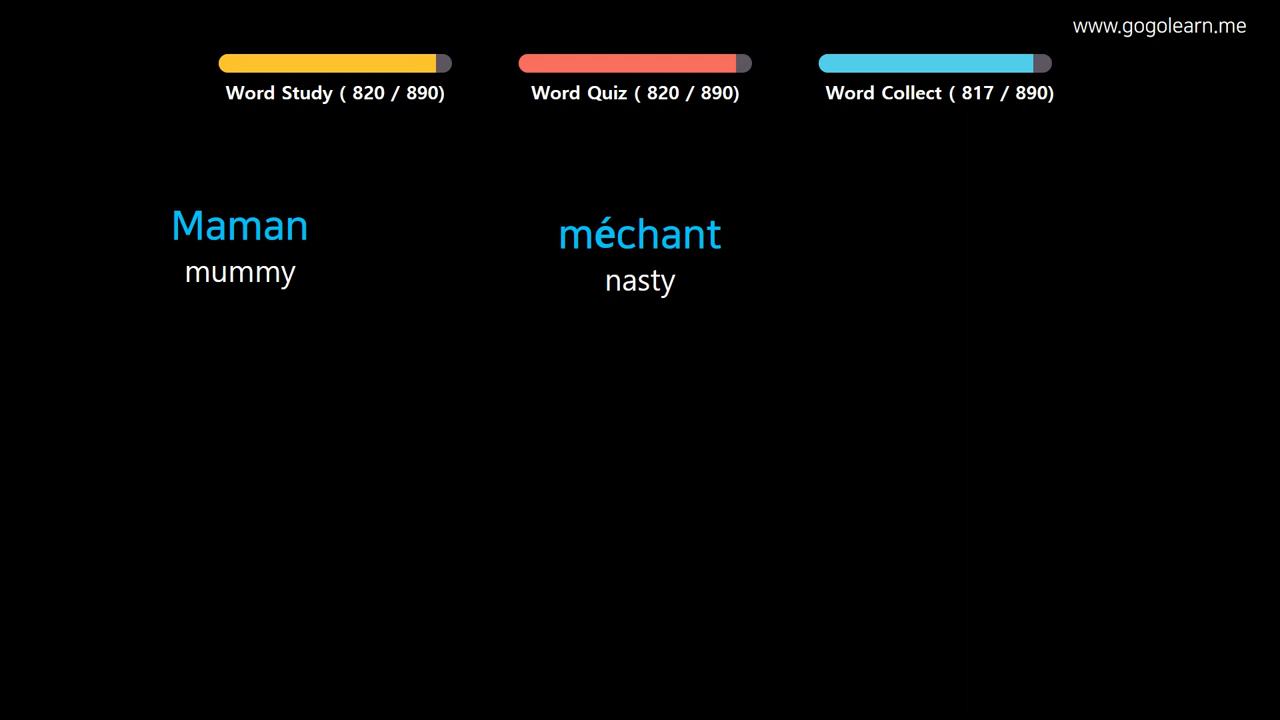 www.gogolearn.me
Word Study ( 820 / 890)
Word Quiz ( 820 / 890)
Word Collect ( 817 / 890)
Maman
mummy
méchant
nasty